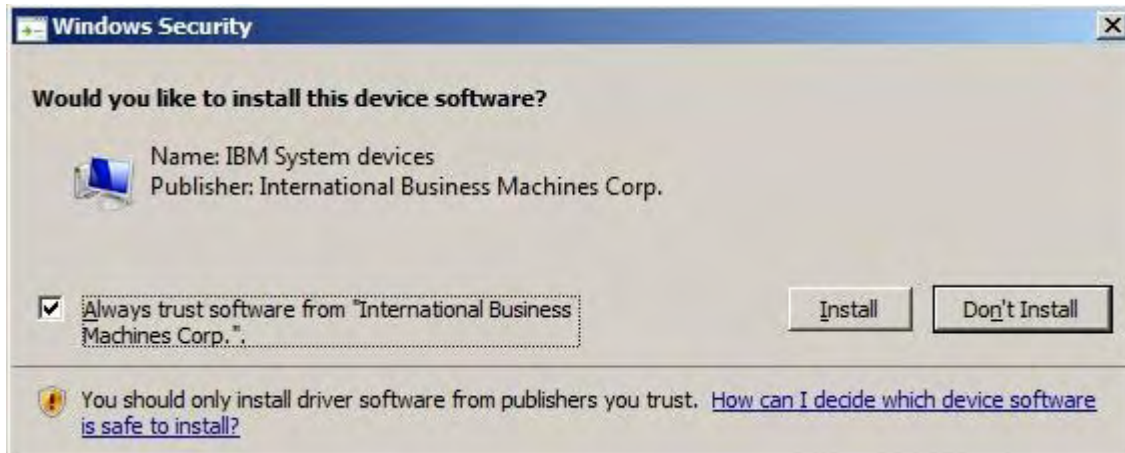 Windows Security
Would you like to install this device software?
Name: IBM System devices
Publisher: International Business Machines Corp.
Always trust software from "International Business
Machines Corp.".
Install
Don't Install
You should only install driver software from publishers you trust. How can I decide which device software
is safe to install?